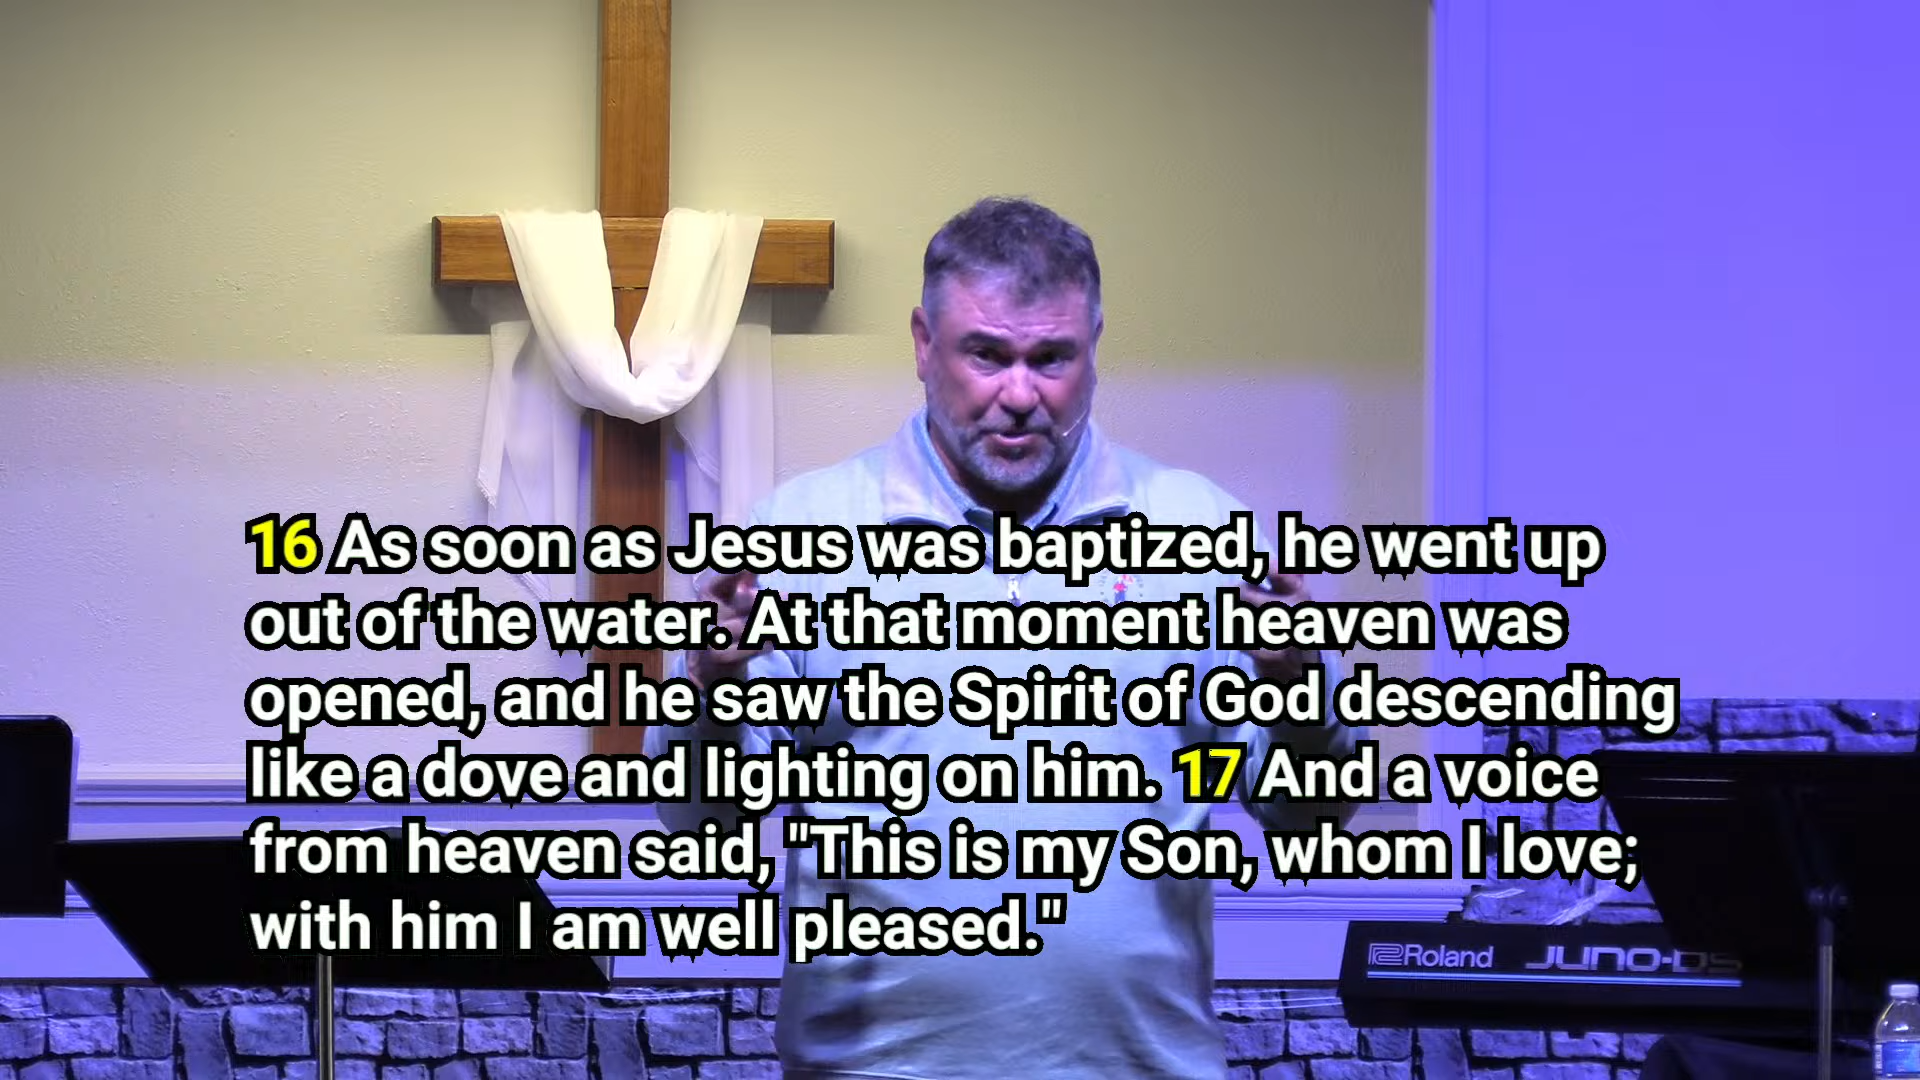 16 As soon as Jesus was baptized, he went up
out of the water. At that moment heaven was
opened, and he saw the Spirit of God descending
like a dove and lighting on him. 17 And a voice
from heaven said, "This is my Son, whom I love;
with him I am well pleased."
Roland JUNO-DS